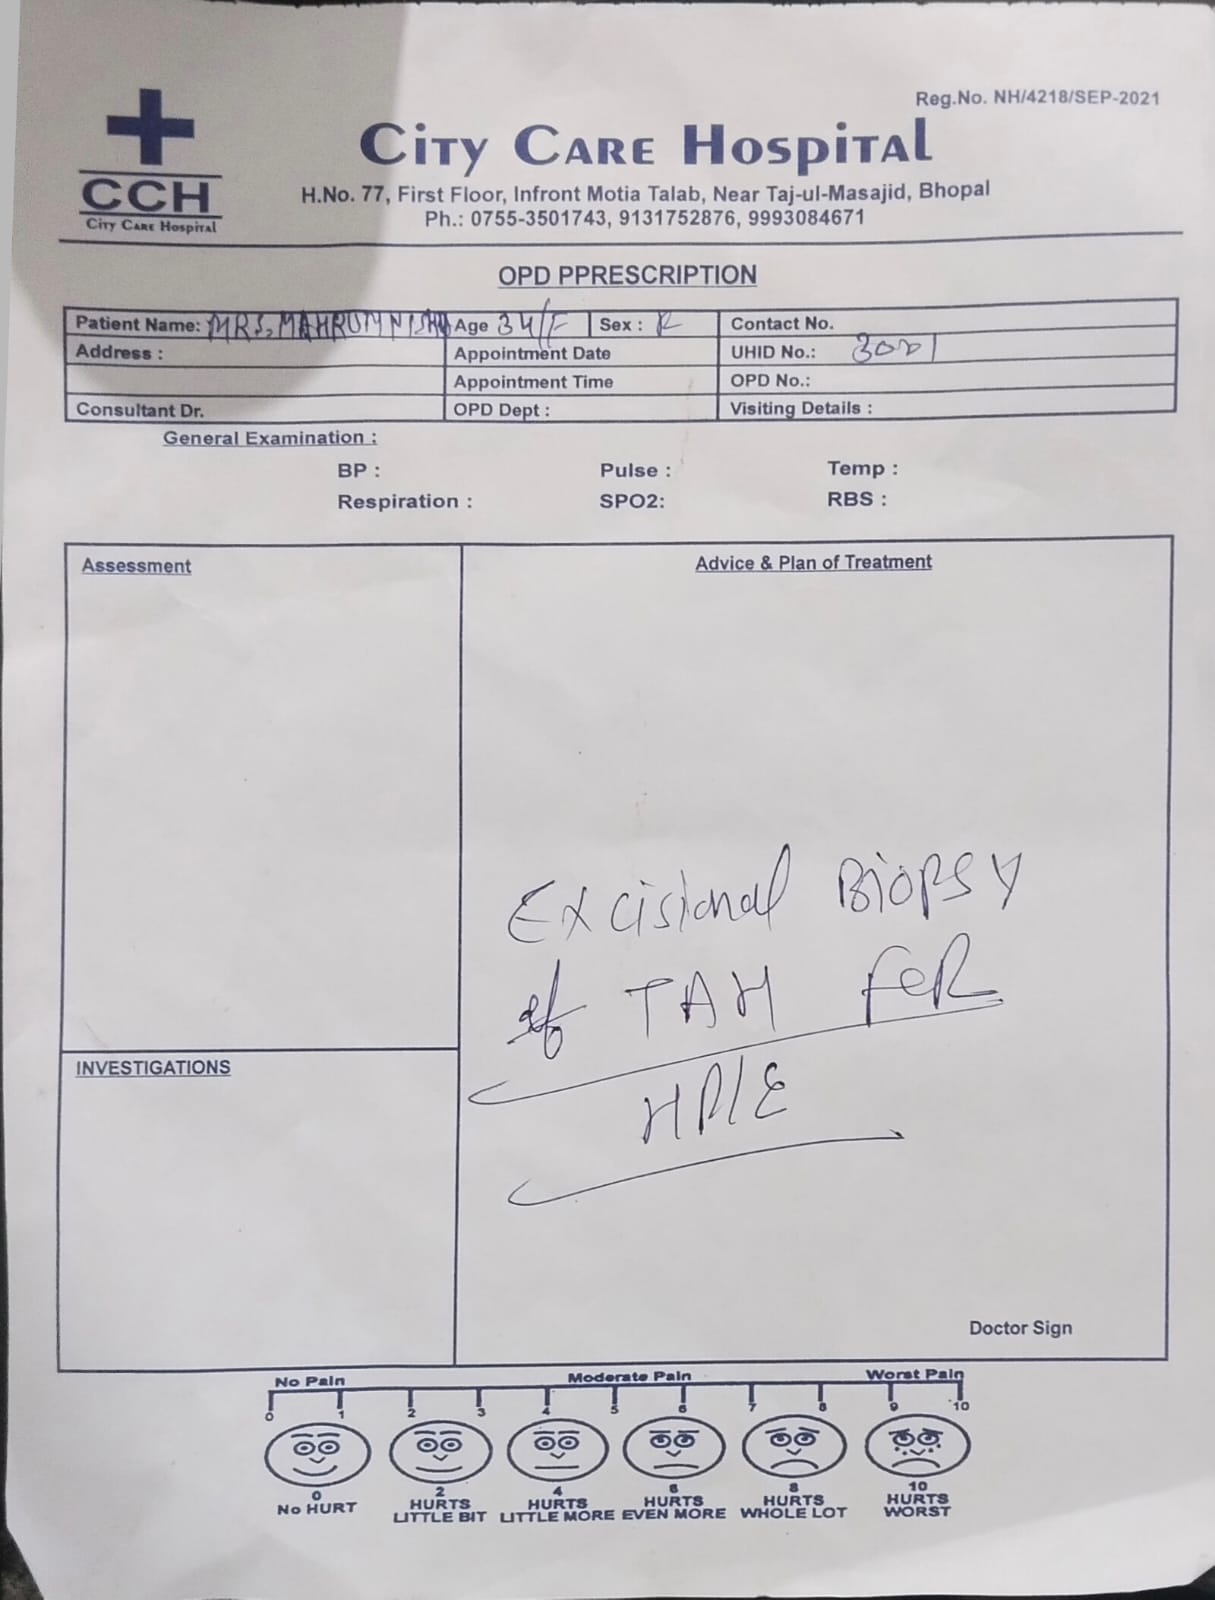 Reg.No. NH/4218/SEP-2021
CCH
City Care Hospital
City Care Hospital
H.No. 77, First Floor, Infront Motia Talab, Near Taj-ul-Masajid, Bhopal
Ph.: 0755-3501743, 9131752876, 9993084671
OPD PPRESCRIPTION
Patient Name: MRS. Age 34/F Sex : Contact No.
Address : Appointment Date UHID No.: 3001
Appointment Time OPD No.:
Consultant Dr. OPD Dept : Visiting Details :
General Examination :
BP : Pulse : Temp :
Respiration : SPO2: RBS :
Assessment
Advice & Plan of Treatment
Excisional Biopsy
of TAH FOR
HP/E
INVESTIGATIONS
Doctor Sign
No Pain Moderate Pain Worst Pain
0 1 2 3 4 5 6 7 8 9 10
0 2 4 6 8 10
No HURT HURTS LITTLE BIT HURTS LITTLE MORE HURTS EVEN MORE HURTS WHOLE LOT HURTS WORST